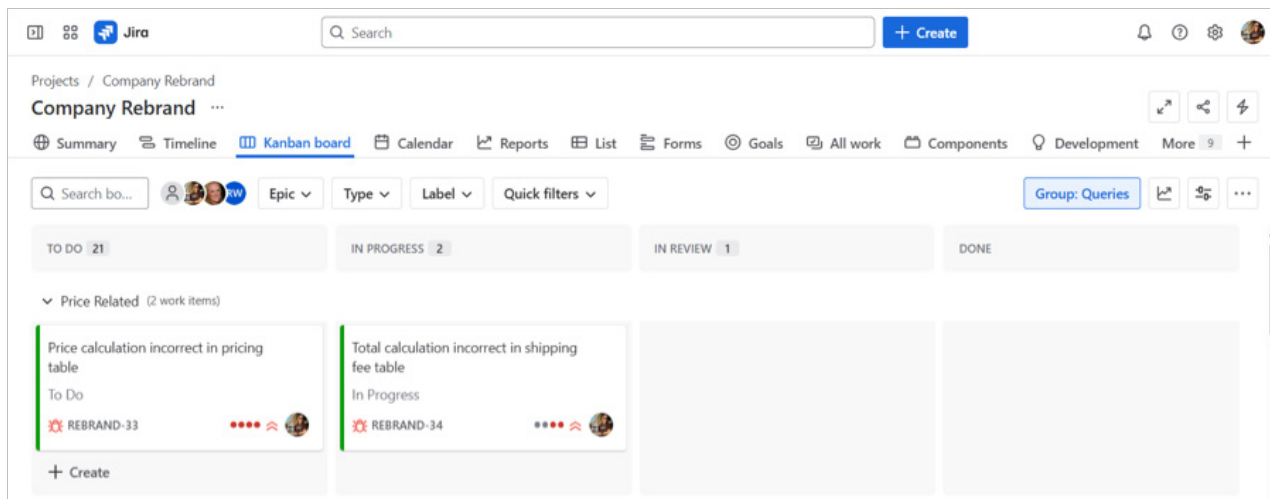 Jira
Search
+ Create
Projects / Company Rebrand
Company Rebrand ...
Summary Timeline Kanban board Calendar Reports List Forms Goals All work Components Development More 9 +
Search bo... RW Epic Type Label Quick filters Group: Queries ...
TO DO 21 IN PROGRESS 2 IN REVIEW 1 DONE
Price Related (2 work items)
Price calculation incorrect in pricing
table
To Do
REBRAND-33
+ Create
Total calculation incorrect in shipping
fee table
In Progress
REBRAND-34